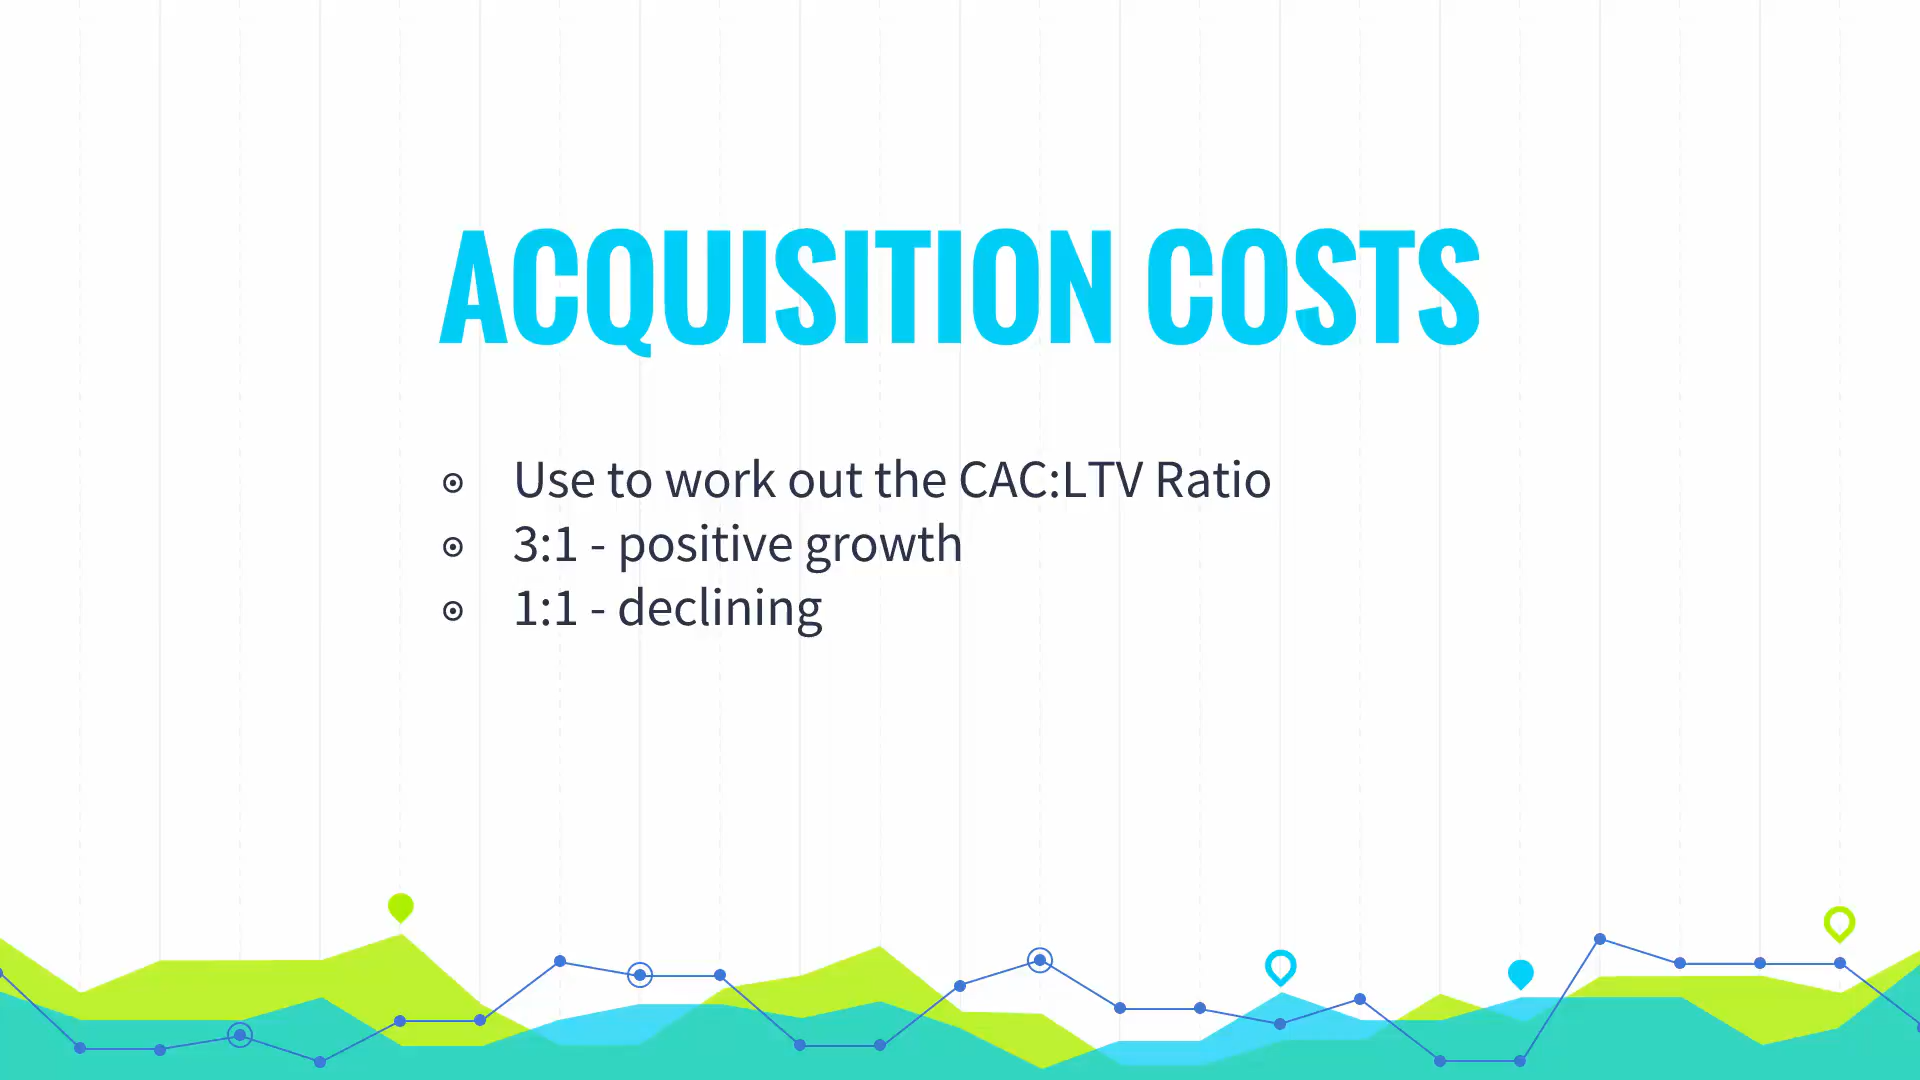 ACQUISITION COSTS
Use to work out the CAC:LTV Ratio
3:1 - positive growth
1:1 - declining